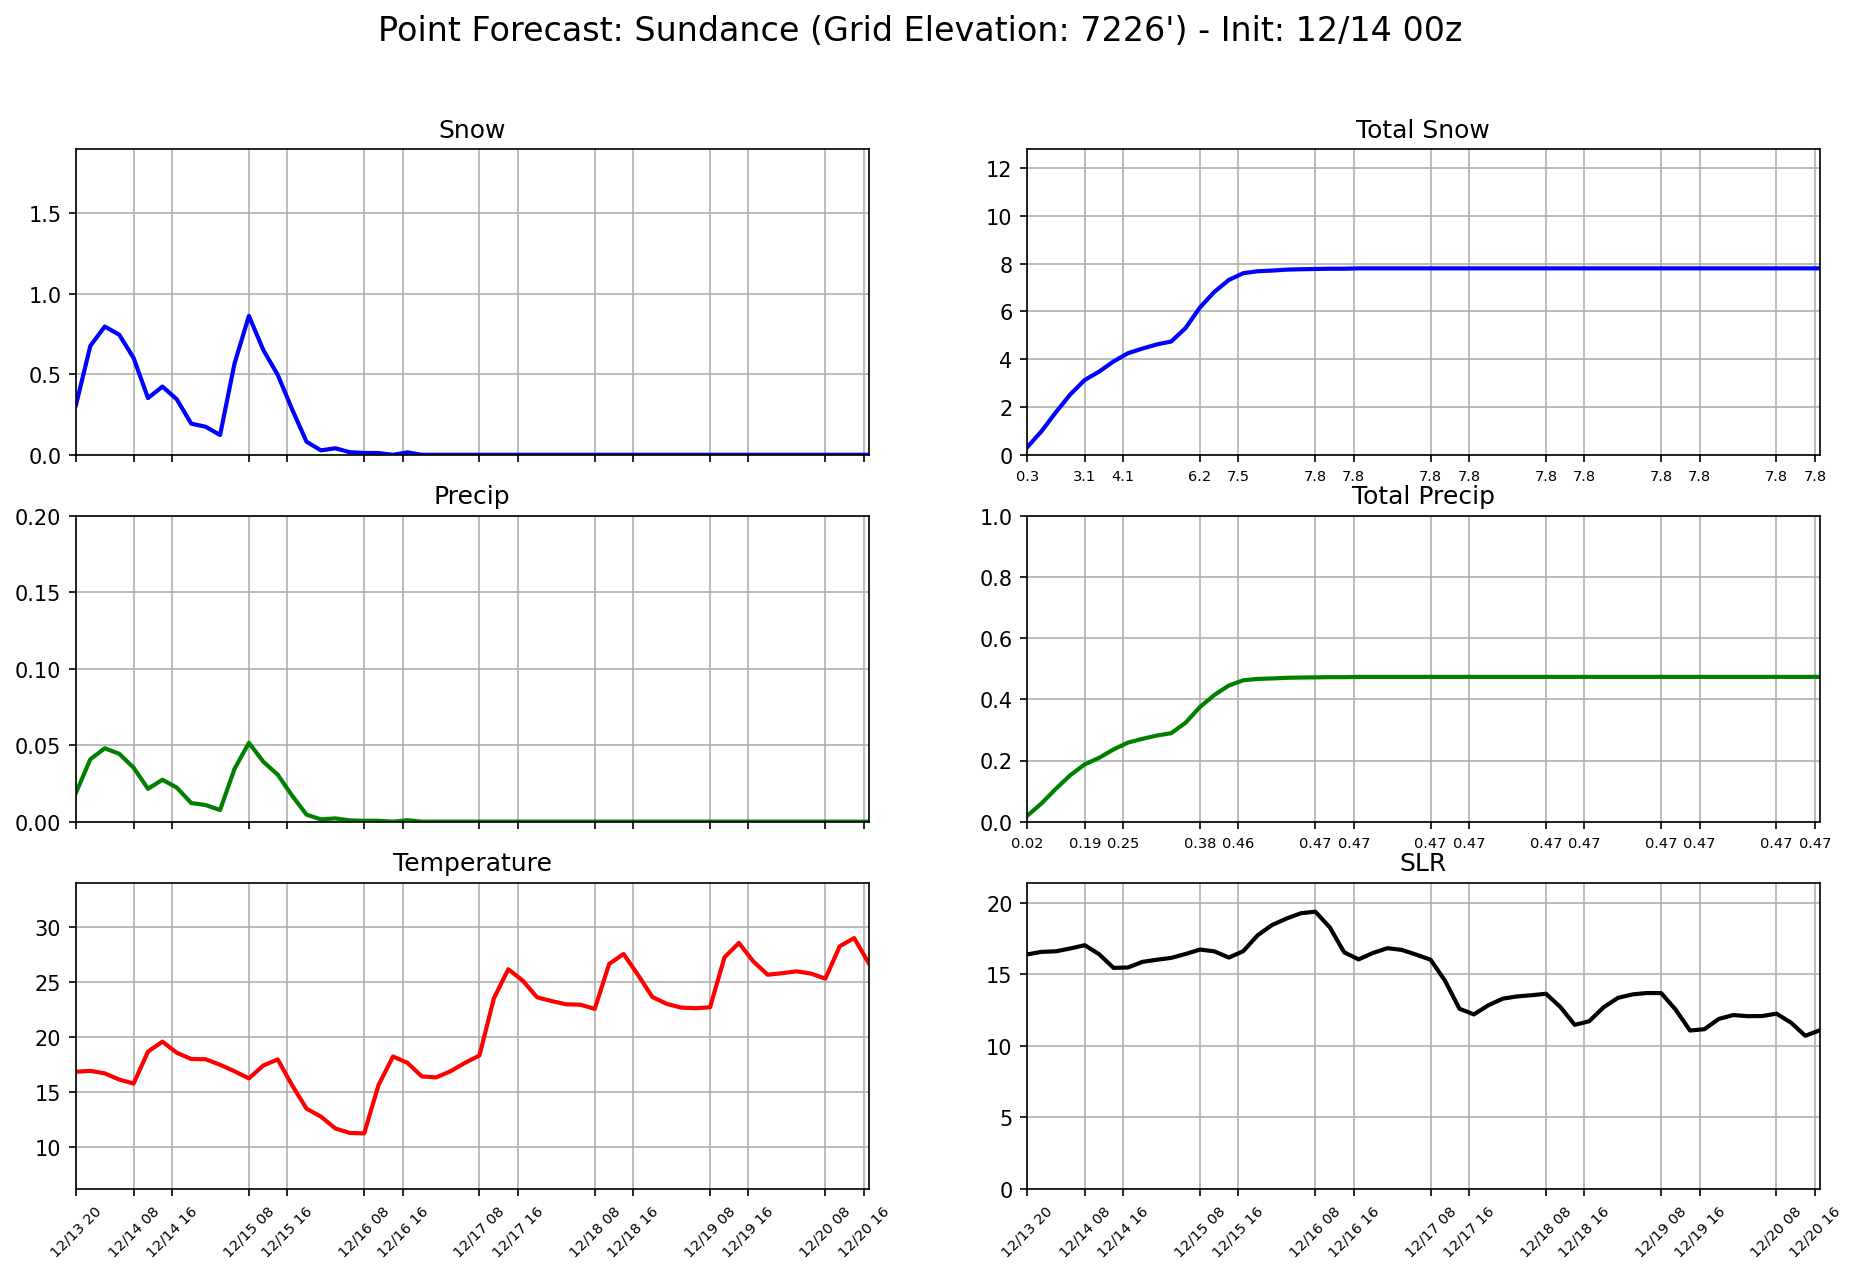 Point Forecast: Sundance (Grid Elevation: 7226') - Init: 12/14 00z
Snow
1.5
1.0
0.5
0.0
Total Snow
12
10
8
6
4
2
0
0.3 3.1 4.1 6.2 7.5 7.8 7.8 7.8 7.8 7.8 7.8 7.8 7.8 7.8 7.8
Precip
0.20
0.15
0.10
0.05
0.00
Total Precip
1.0
0.8
0.6
0.4
0.2
0.0
0.02 0.19 0.25 0.38 0.46 0.47 0.47 0.47 0.47 0.47 0.47 0.47 0.47 0.47 0.47
Temperature
30
25
20
15
10
12/13 20 12/14 08 12/14 16 12/15 08 12/15 16 12/16 08 12/16 16 12/17 08 12/17 16 12/18 08 12/18 16 12/19 08 12/19 16 12/20 08 12/20 16
SLR
20
15
10
5
0
12/13 20 12/14 08 12/14 16 12/15 08 12/15 16 12/16 08 12/16 16 12/17 08 12/17 16 12/18 08 12/18 16 12/19 08 12/19 16 12/20 08 12/20 16